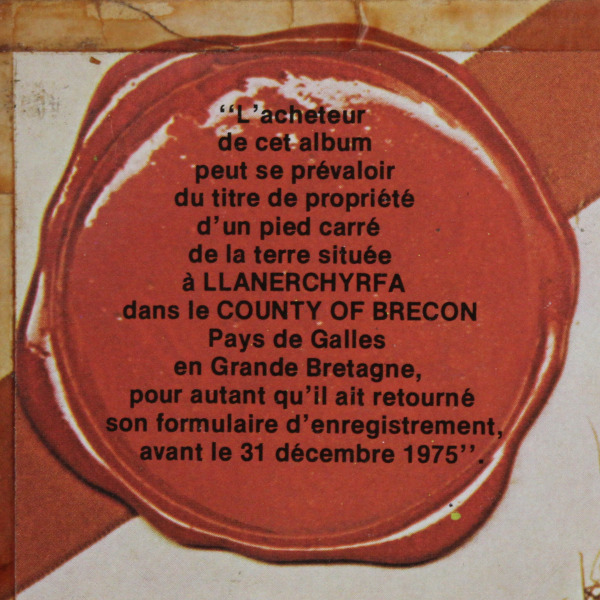 ‘‘L’acheteur
de cet album
peut se prévaloir
du titre de propriété
d’un pied carré
de la terre située
à LLANERCHYRFA
dans le COUNTY OF BRECON
Pays de Galles
en Grande Bretagne,
pour autant qu’il ait retourné
son formulaire d’enregistrement,
avant le 31 décembre 1975’’.